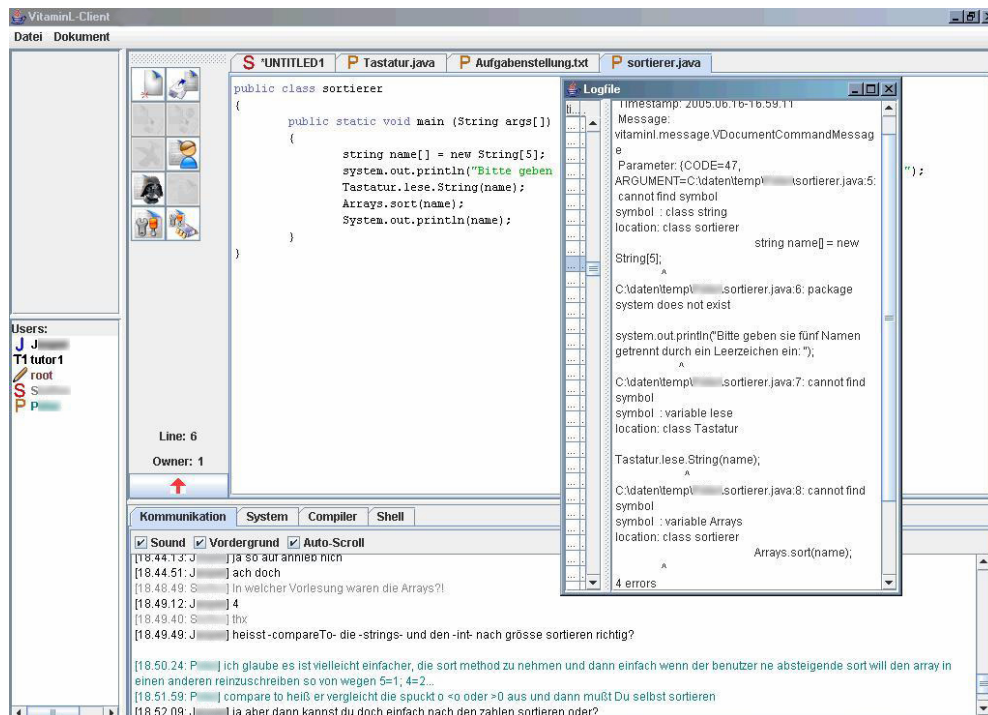 VitaminL-Client
Datei Dokument
S *UNTITLED1 P Tastatur.java P Aufgabenstellung.txt P sortierer.java
public class sortierer
{
public static void main (String args[])
{
string name[] = new String[5];
system.out.println("Bitte geben ");
Tastatur.lese.String(name);
Arrays.sort(name);
System.out.println(name);
}
}
Users:
J J
T1 tutor1
root
S S
P P
Line: 6
Owner: 1
Logfile
ti...
Timestamp: 2005.06.16-16.59.11
Message:
vitaminl.message.VDocumentCommandMessag
e
Parameter: {CODE=47,
ARGUMENT=C:\daten\temp\ \sortierer.java:5:
cannot find symbol
symbol : class string
location: class sortierer
string name[] = new
String[5];
^
C:\daten\temp\ .sortierer.java:6: package
system does not exist
system.out.println("Bitte geben sie fünf Namen
getrennt durch ein Leerzeichen ein: ");
^
C:\daten\temp\ .sortierer.java:7: cannot find
symbol
symbol : variable lese
location: class Tastatur
Tastatur.lese.String(name);
^
C:\daten\temp\ .sortierer.java:8: cannot find
symbol
symbol : variable Arrays
location: class sortierer
Arrays.sort(name);
^
4 errors
Kommunikation System Compiler Shell
Sound Vordergrund Auto-Scroll
[18.44.13: J ] ja so auf anhieb nich
[18.44.51: J ] ach doch
[18.48.49: S ] In welcher Vorlesung waren die Arrays?!
[18.49.12: J ] 4
[18.49.40: S ] thx
[18.49.49: J ] heisst -compareTo- die -strings- und den -int- nach grösse sortieren richtig?
[18.50.24: P ] ich glaube es ist vielleicht einfacher, die sort method zu nehmen und dann einfach wenn der benutzer ne absteigende sort will den array in
einen anderen reinzuschreiben so von wegen 5=1; 4=2...
[18.51.59: P ] compare to heiß er vergleicht die spuckt o <o oder >0 aus und dann mußt Du selbst sortieren
[18.52.09: J ] ja aber dann kannst du doch einfach nach den zahlen sortieren oder?